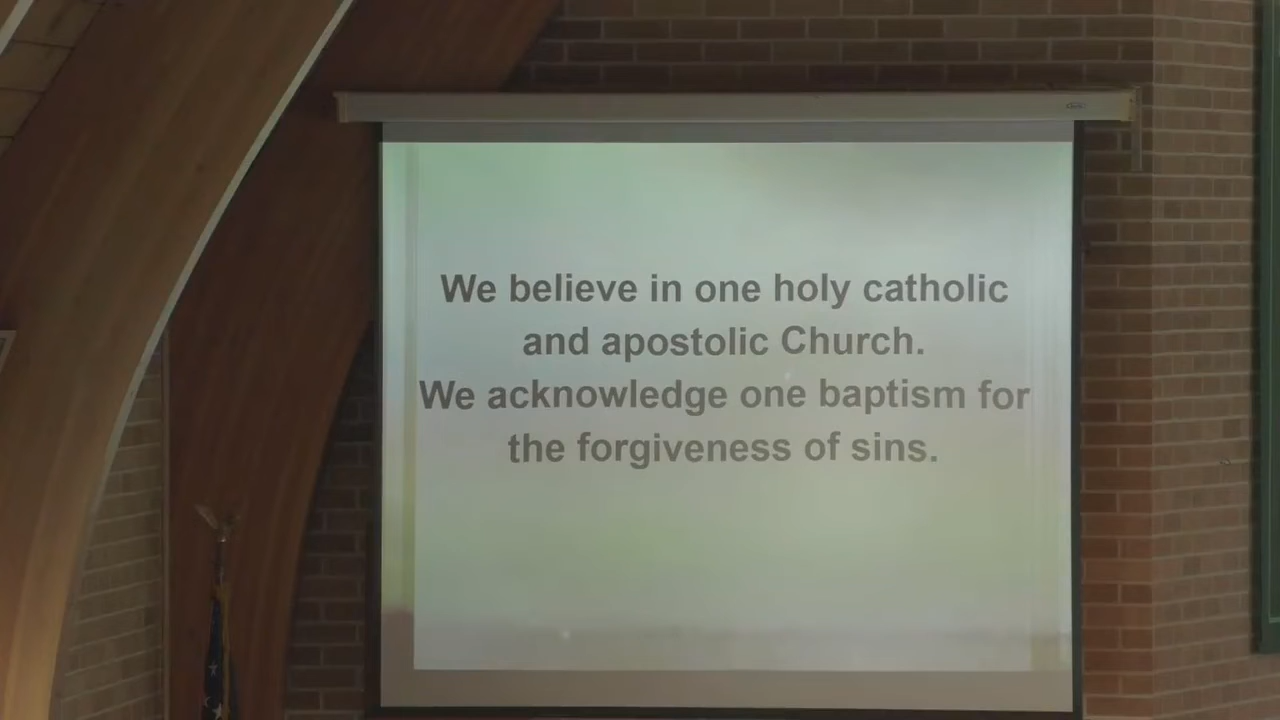 We believe in one holy catholic
and apostolic Church.
We acknowledge one baptism for
the forgiveness of sins.